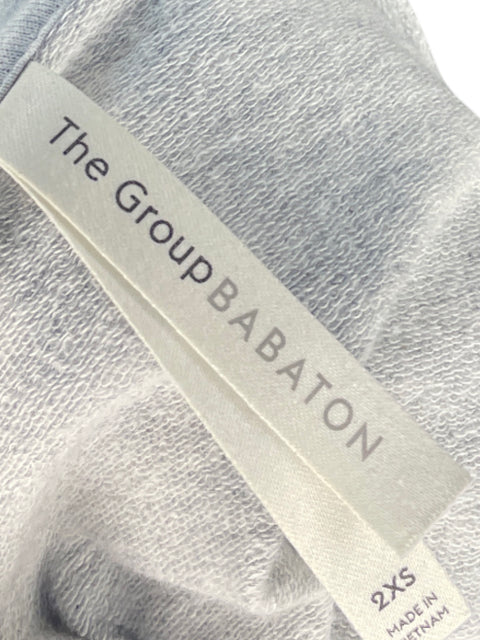 The Group BABATON
2XS
MADE IN
VIETNAM